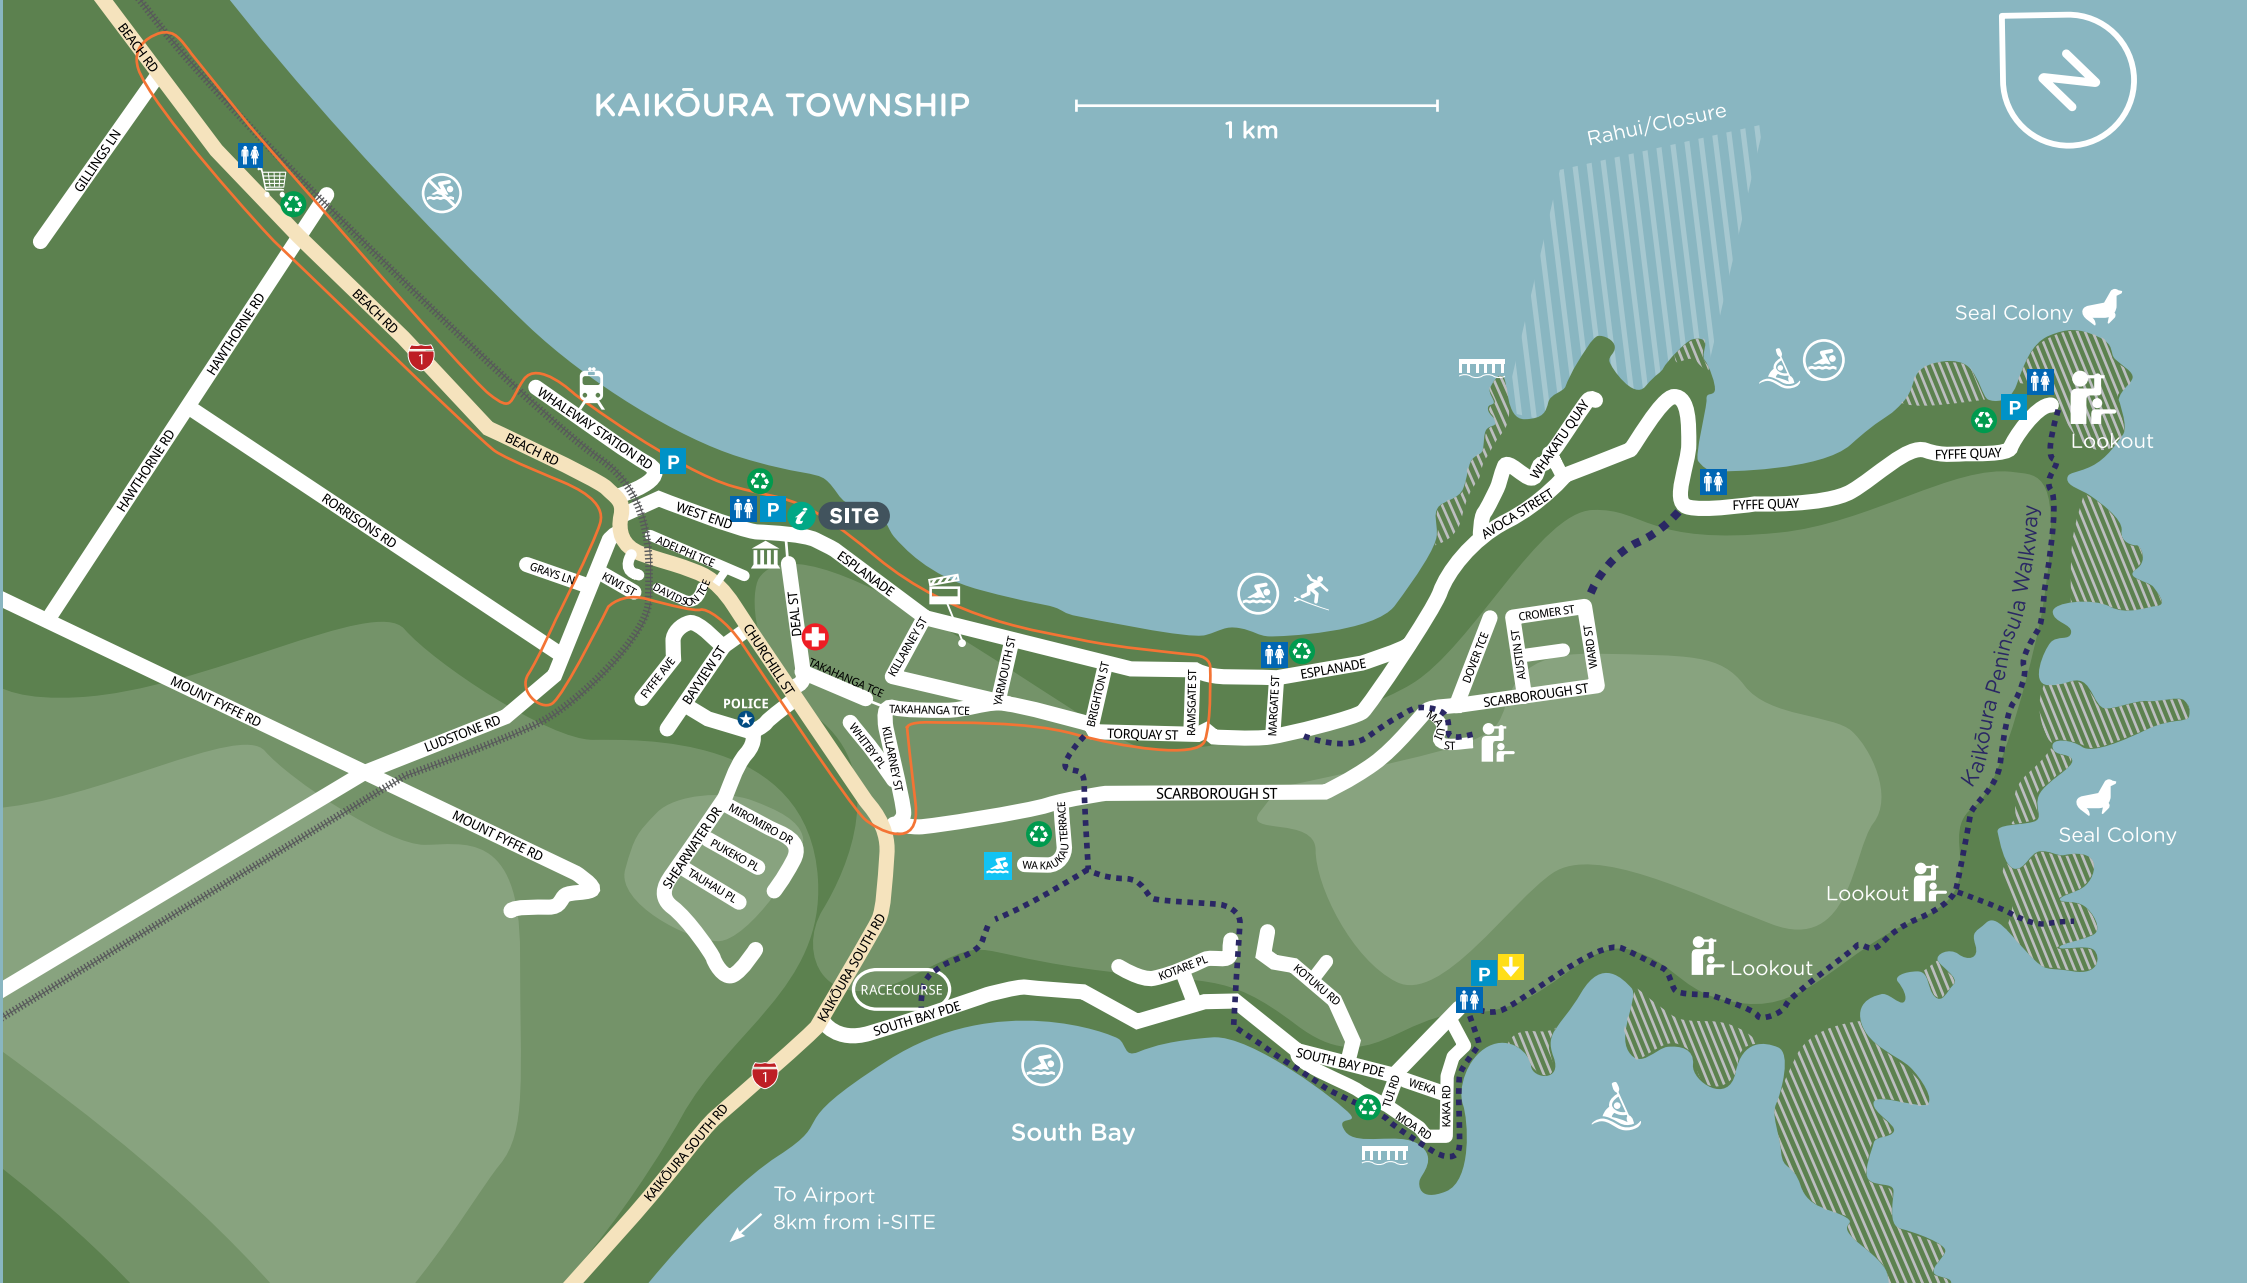 KAIKŌURA TOWNSHIP
1 km
N
Rahui/Closure
BEACH RD
GILLINGS LN
HAWTHORNE RD
BEACH RD
1
HAWTHORNE RD
RORRISONS RD
BEACH RD
WHALEWAY STATION RD
P
WEST END
P
i
SITE
ADELPHI TCE
GRAYS LN
KIWI ST
DAVIDSON TCE
DEAL ST
ESPLANADE
KILLARNEY ST
YARMOUTH ST
BRIGHTON ST
RAMSGATE ST
MARGATE ST
ESPLANADE
TAKAHANGA TCE
TAKAHANGA TCE
TORQUAY ST
CHURCHILL ST
FYFFE AVE
BAYVIEW ST
POLICE
WHITBY PL
KILLARNEY ST
MOUNT FYFFE RD
LUDSTONE RD
MOUNT FYFFE RD
SHEARWATER DR
MIROMIRO DR
PUKEKO PL
TAUHAU PL
SCARBOROUGH ST
WA KAUKAU TERRACE
KAIKŌURA SOUTH RD
RACECOURSE
SOUTH BAY PDE
1
KAIKŌURA SOUTH RD
To Airport
8km from i-SITE
South Bay
KOTARE PL
KOTUKU RD
SOUTH BAY PDE
TUI RD
WEKA
KAKA RD
MOA RD
P
WHAKATU QUAY
AVOCA STREET
FYFFE QUAY
FYFFE QUAY
P
Seal Colony
Lookout
Kaikōura Peninsula Walkway
DOVER TCE
AUSTIN ST
CROMER ST
WARD ST
SCARBOROUGH ST
MAUI ST
Seal Colony
Lookout
Lookout